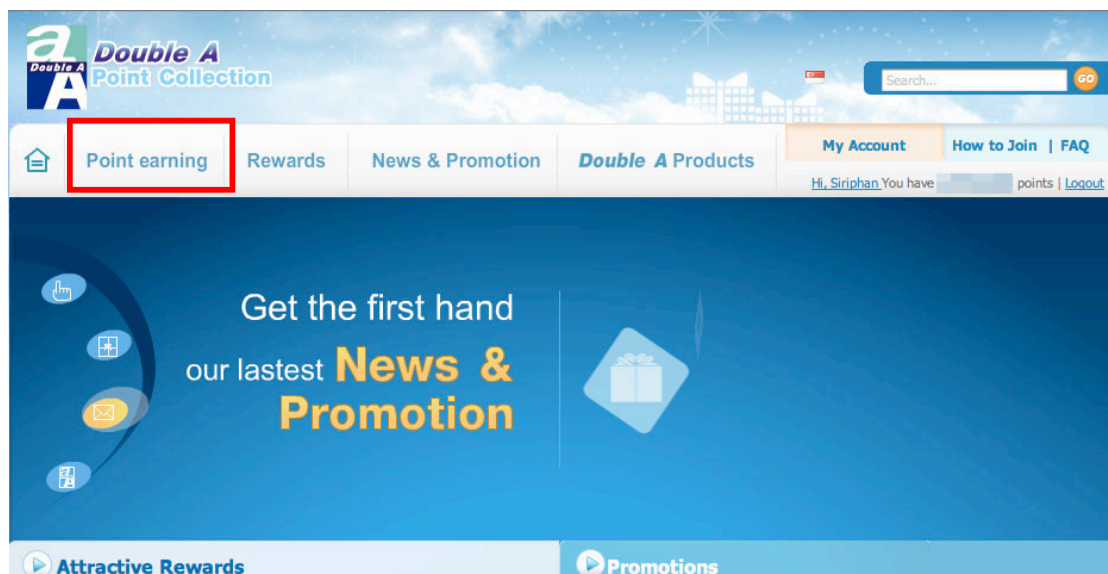 a
Double A
A
Double A
Point Collection
Search...
GO
Point earning
Rewards
News & Promotion
Double A Products
My Account
How to Join | FAQ
Hi, Siriphan You have points | Logout
Get the first hand
our lastest News &
Promotion
Attractive Rewards
Promotions